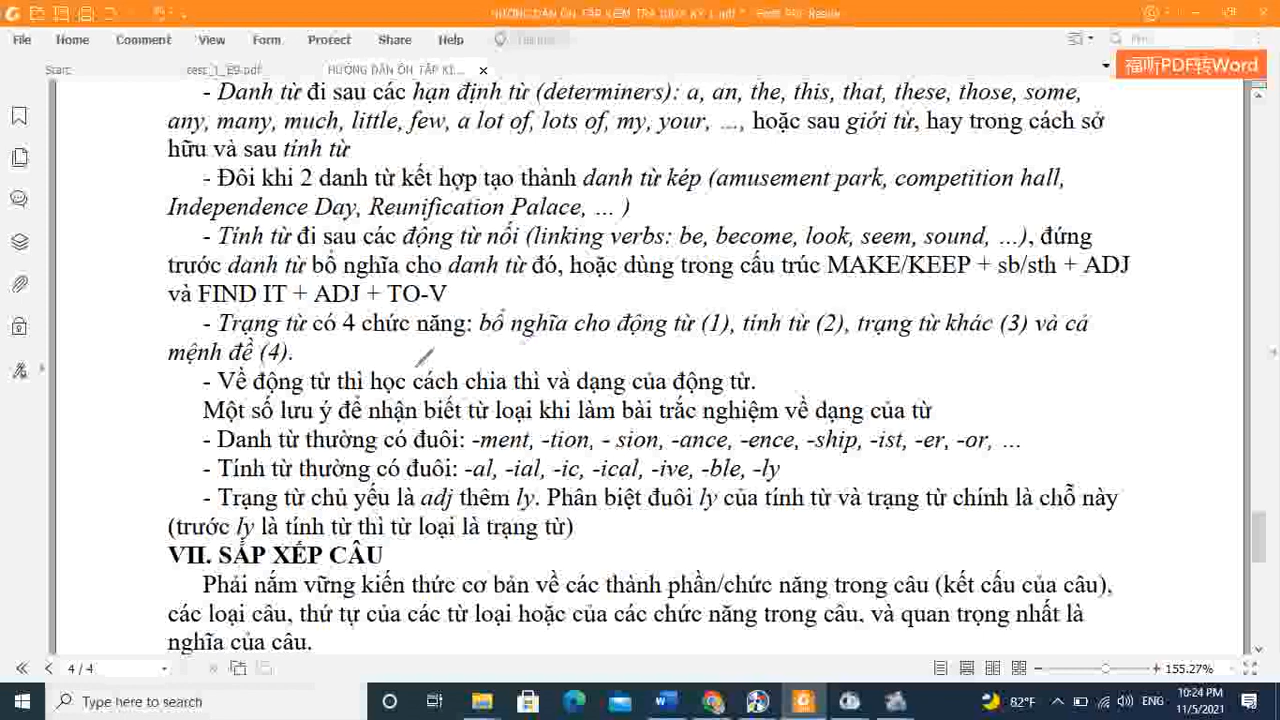 HƯỚNG DẪN ÔN TẬP KIỂM TRA GIỮA KỲ 1.pdf * - Foxit PDF Reader
File Home Comment View Form Protect Share Help
Start
HƯỚNG DẪN ÔN TẬP KI...
福昕PDF转Word
- Danh từ đi sau các hạn định từ (determiners): a, an, the, this, that, these, those, some,
any, many, much, little, few, a lot of, lots of, my, your, …, hoặc sau giới từ, hay trong cách sở
hữu và sau tính từ
- Đôi khi 2 danh từ kết hợp tạo thành danh từ kép (amusement park, competition hall,
Independence Day, Reunification Palace, … )
- Tính từ đi sau các động từ nối (linking verbs: be, become, look, seem, sound, …), đứng
trước danh từ bổ nghĩa cho danh từ đó, hoặc dùng trong cấu trúc MAKE/KEEP + sb/sth + ADJ
và FIND IT + ADJ + TO-V
- Trạng từ có 4 chức năng: bổ nghĩa cho động từ (1), tính từ (2), trạng từ khác (3) và cả
mệnh đề (4).
- Về động từ thì học cách chia thì và dạng của động từ.
Một số lưu ý để nhận biết từ loại khi làm bài trắc nghiệm về dạng của từ
- Danh từ thường có đuôi: -ment, -tion, - sion, -ance, -ence, -ship, -ist, -er, -or, …
- Tính từ thường có đuôi: -al, -ial, -ic, -ical, -ive, -ble, -ly
- Trạng từ chủ yếu là adj thêm ly. Phân biệt đuôi ly của tính từ và trạng từ chính là chỗ này
(trước ly là tính từ thì từ loại là trạng từ)
VII. SẮP XẾP CÂU
Phải nắm vững kiến thức cơ bản về các thành phần/chức năng trong câu (kết cấu của câu),
các loại câu, thứ tự của các từ loại hoặc của các chức năng trong câu, và quan trọng nhất là
nghĩa của câu.
4 / 4
155.27%
Type here to search
82°F
ENG
10:24 PM
11/5/2021